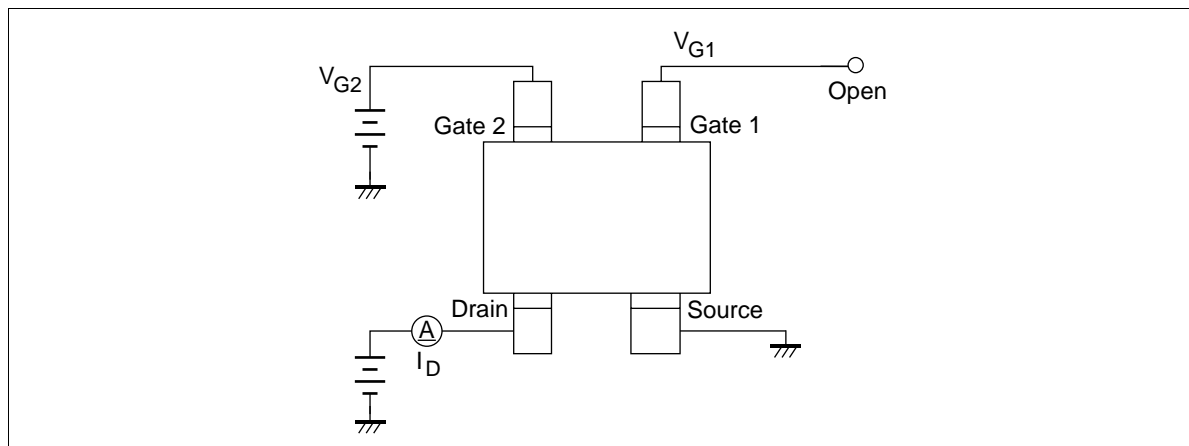 VG1
VG2
Open
Gate 2
Gate 1
Drain
Source
A
ID